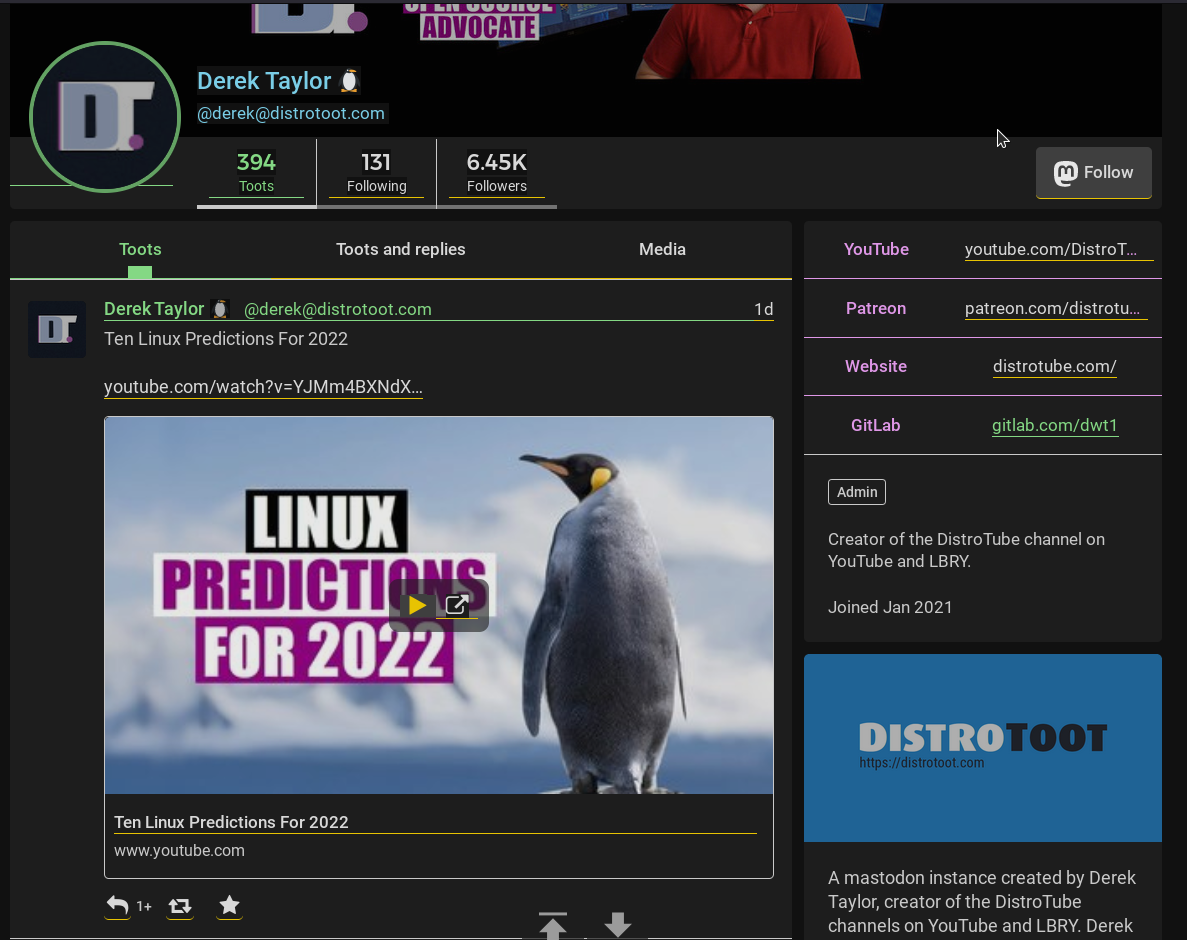 DT.
OPEN SOURCE
ADVOCATE
DT.
Derek Taylor
@derek@distrotoot.com
394
Toots
131
Following
6.45K
Followers
Follow
Toots
Toots and replies
Media
DT.
Derek Taylor
@derek@distrotoot.com
1d
Ten Linux Predictions For 2022
youtube.com/watch?v=YJMm4BXNdX…
LINUX
PREDICTIONS
FOR 2022
Ten Linux Predictions For 2022
www.youtube.com
1+
YouTube
youtube.com/DistroT…
Patreon
patreon.com/distrotu…
Website
distrotube.com/
GitLab
gitlab.com/dwt1
Admin
Creator of the DistroTube channel on
YouTube and LBRY.
Joined Jan 2021
DISTROTOOT
https://distrotoot.com
A mastodon instance created by Derek
Taylor, creator of the DistroTube
channels on YouTube and LBRY. Derek